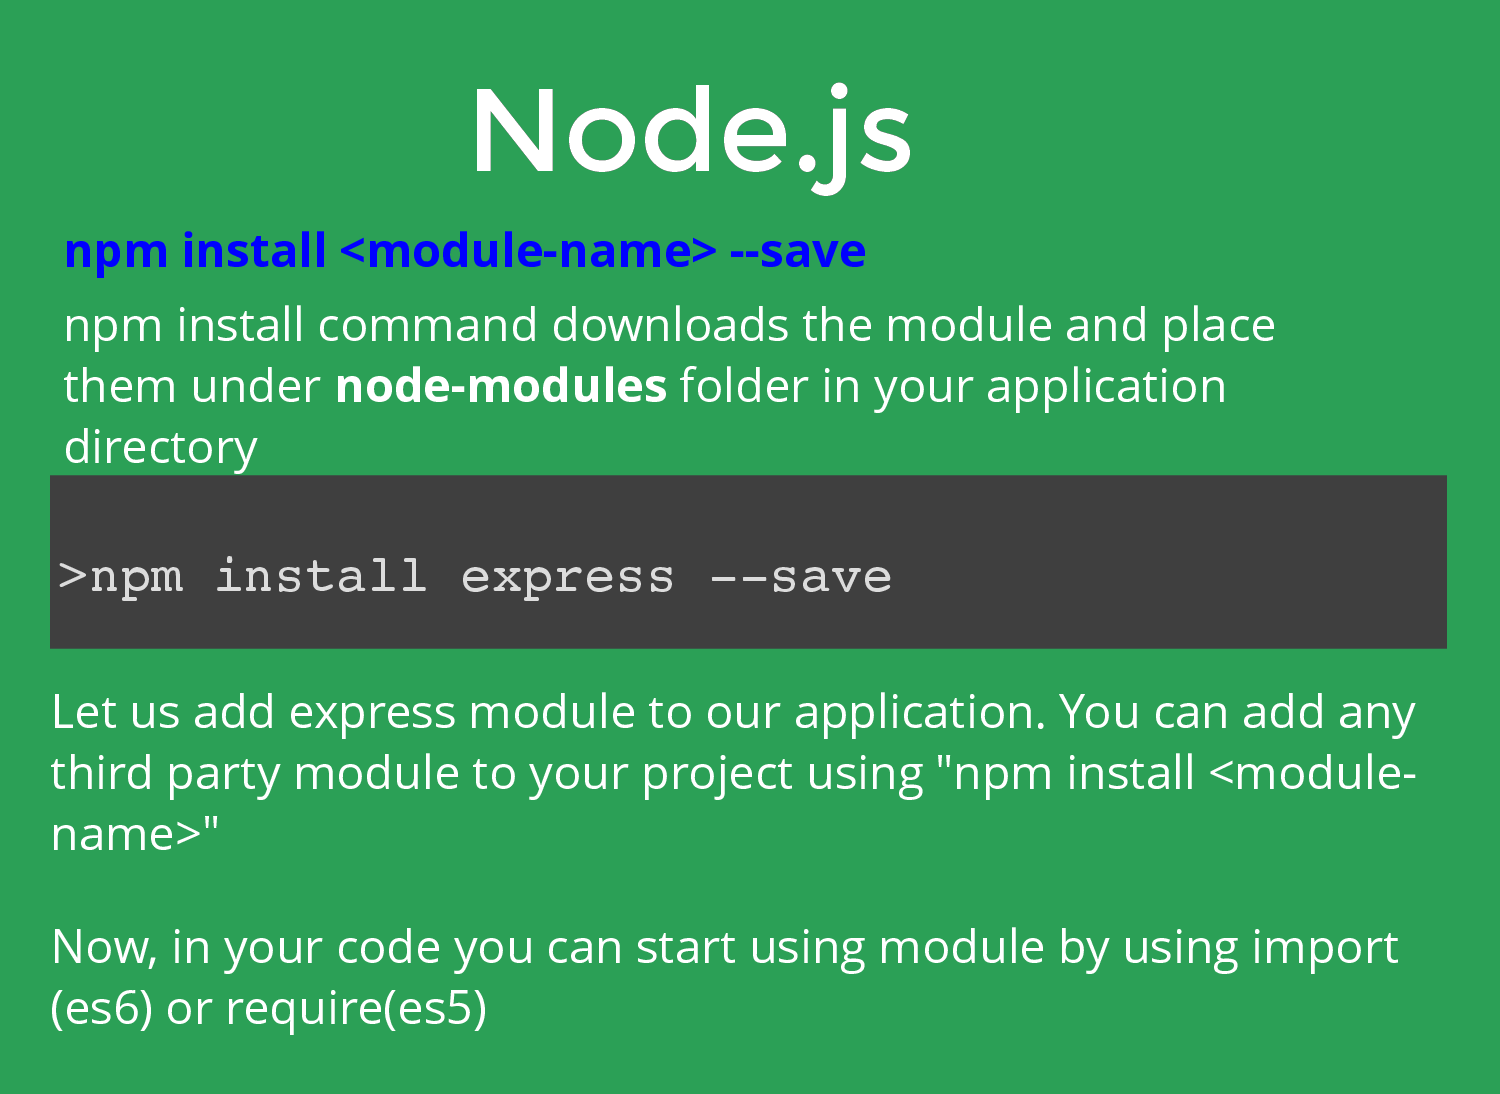 Node.js
npm install <module-name> --save
npm install command downloads the module and place
them under node-modules folder in your application
directory
>npm install express --save
Let us add express module to our application. You can add any
third party module to your project using "npm install <module-
name>"
Now, in your code you can start using module by using import
(es6) or require(es5)